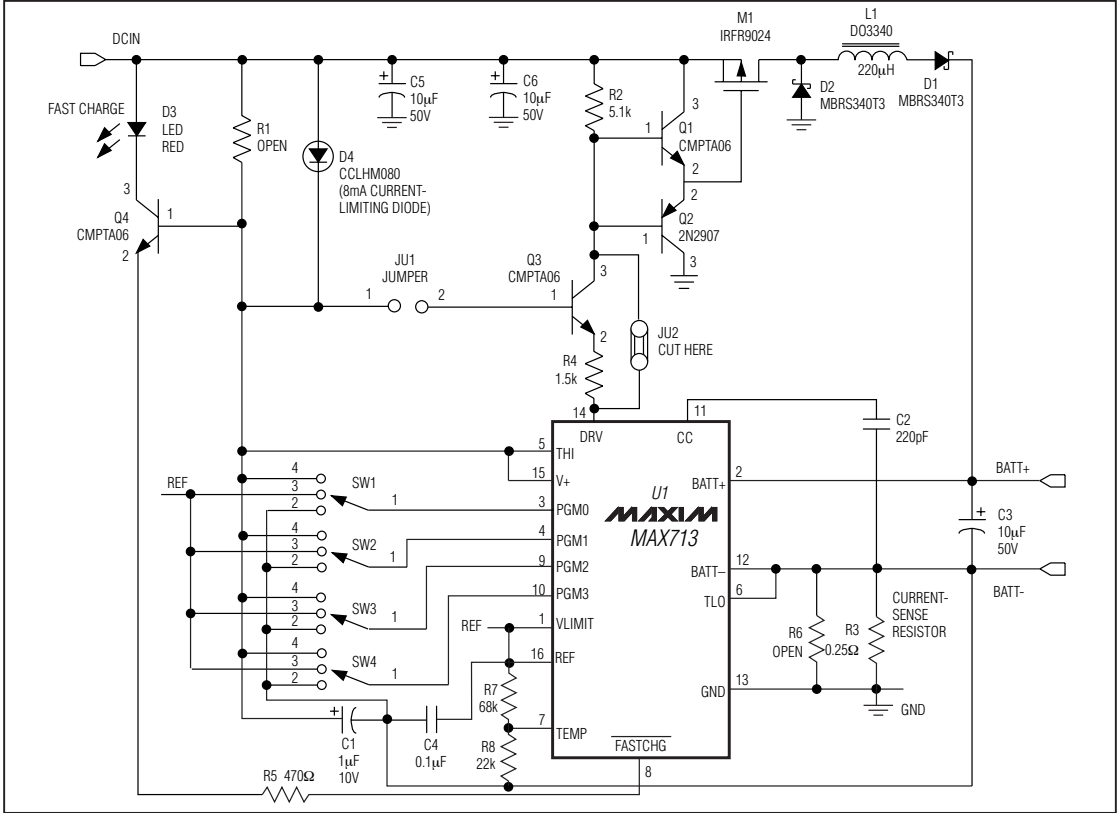 DCIN
FAST CHARGE
D3
LED
RED
R1
OPEN
D4
CCLHM080
(8mA CURRENT-
LIMITING DIODE)
+
C5
10µF
50V
+
C6
10µF
50V
R2
5.1k
3
1
Q1
CMPTA06
2
2
Q2
2N2907
1
3
M1
IRFR9024
L1
DO3340
220µH
D2
MBRS340T3
D1
MBRS340T3
3
Q4
CMPTA06
1
2
JU1
JUMPER
1
2
Q3
CMPTA06
1
3
2
R4
1.5k
JU2
CUT HERE
14
DRV
11
CC
C2
220pF
5
THI
15
V+
3
PGM0
4
PGM1
9
PGM2
10
PGM3
REF
1
VLIMIT
16
REF
7
TEMP
FASTCHG
8
U1
MAXIM
MAX713
2
BATT+
12
BATT–
6
TLO
13
GND
BATT+
+
C3
10µF
50V
BATT-
CURRENT-
SENSE
RESISTOR
R6
OPEN
R3
0.25Ω
GND
REF
4
3
2
SW1
1
4
3
2
SW2
1
4
3
2
SW3
1
4
3
2
SW4
1
R7
68k
R8
22k
+
C1
1µF
10V
C4
0.1µF
R5 470Ω